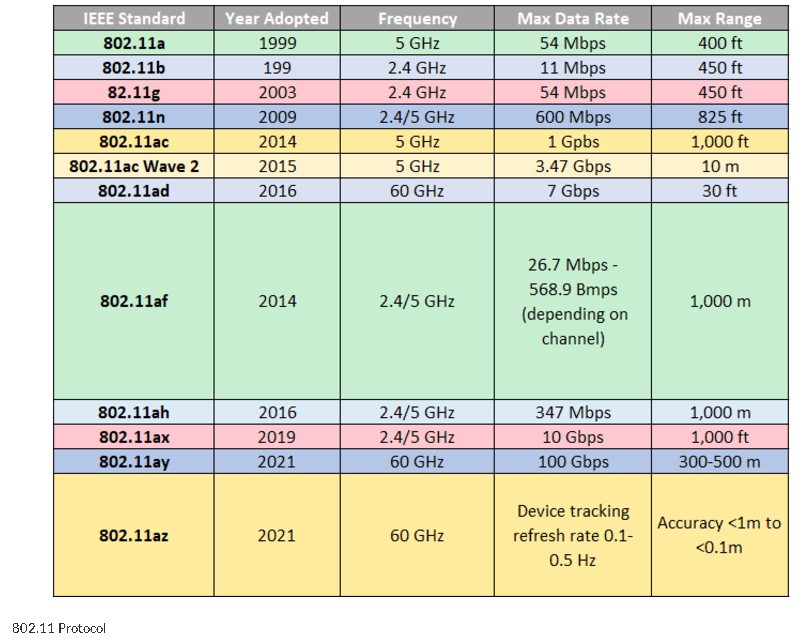 IEEE Standard Year Adopted Frequency Max Data Rate Max Range
802.11a 1999 5 GHz 54 Mbps 400 ft
802.11b 199 2.4 GHz 11 Mbps 450 ft
82.11g 2003 2.4 GHz 54 Mbps 450 ft
802.11n 2009 2.4/5 GHz 600 Mbps 825 ft
802.11ac 2014 5 GHz 1 Gpbs 1,000 ft
802.11ac Wave 2 2015 5 GHz 3.47 Gbps 10 m
802.11ad 2016 60 GHz 7 Gbps 30 ft
26.7 Mbps -
568.9 Bmps
802.11af 2014 2.4/5 GHz (depending on 1,000 m
channel)
802.11ah 2016 2.4/5 GHz 347 Mbps 1,000 m
802.11ax 2019 2.4/5 GHz 10 Gbps 1,000 ft
802.11ay 2021 60 GHz 100 Gbps 300-500 m
Device tracking
802.11az 2021 60 GHz refresh rate 0.1- Accuracy <1m to
0.5 Hz <0.1m
802.11 Protocol